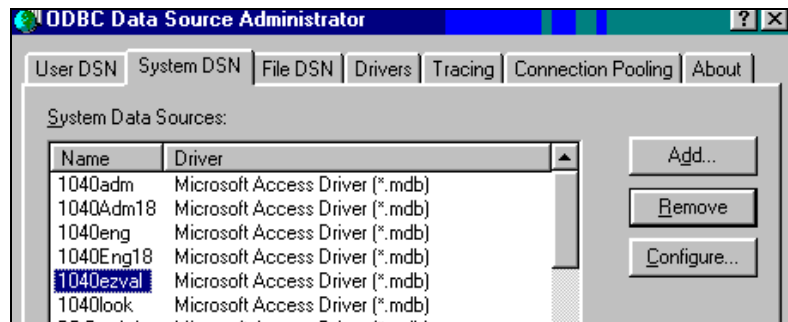 ODBC Data Source Administrator
User DSN System DSN File DSN Drivers Tracing Connection Pooling About
System Data Sources:
Name Driver
1040adm Microsoft Access Driver (*.mdb)
1040Adm18 Microsoft Access Driver (*.mdb)
1040eng Microsoft Access Driver (*.mdb)
1040Eng18 Microsoft Access Driver (*.mdb)
1040ezval Microsoft Access Driver (*.mdb)
1040look Microsoft Access Driver (*.mdb)
Add...
Remove
Configure...